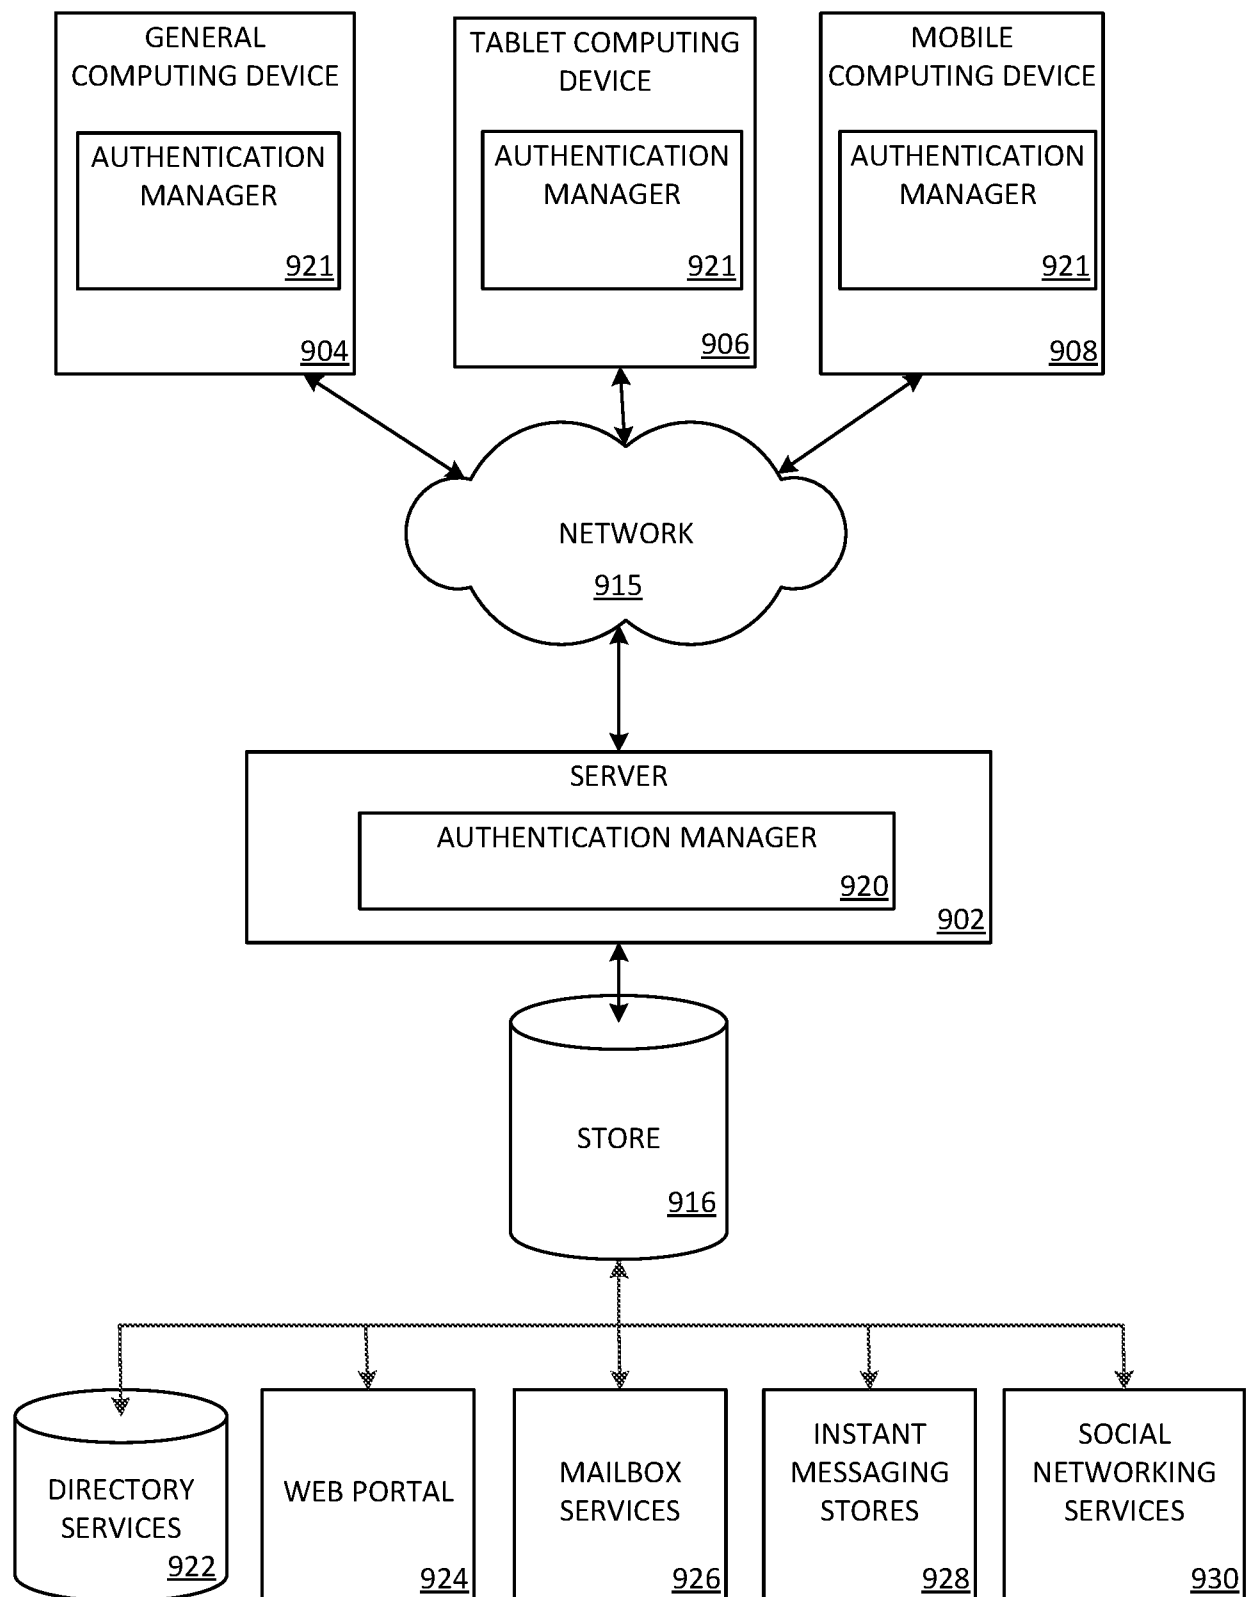 GENERAL
COMPUTING DEVICE
AUTHENTICATION
MANAGER
921
904
TABLET COMPUTING
DEVICE
AUTHENTICATION
MANAGER
921
906
MOBILE
COMPUTING DEVICE
AUTHENTICATION
MANAGER
921
908
NETWORK
915
SERVER
AUTHENTICATION MANAGER
920
902
STORE
916
DIRECTORY
SERVICES
922
WEB PORTAL
924
MAILBOX
SERVICES
926
INSTANT
MESSAGING
STORES
928
SOCIAL
NETWORKING
SERVICES
930